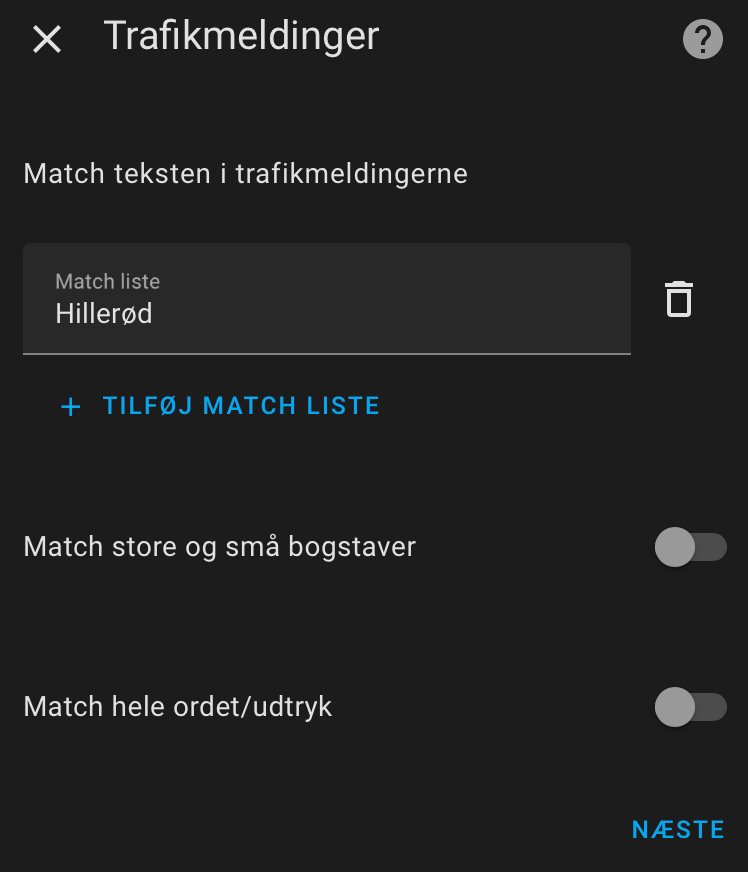 Trafikmeldinger
?
Match teksten i trafikmeldingerne
Match liste
Hillerød
+ TILFØJ MATCH LISTE
Match store og små bogstaver
Match hele ordet/udtryk
NÆSTE